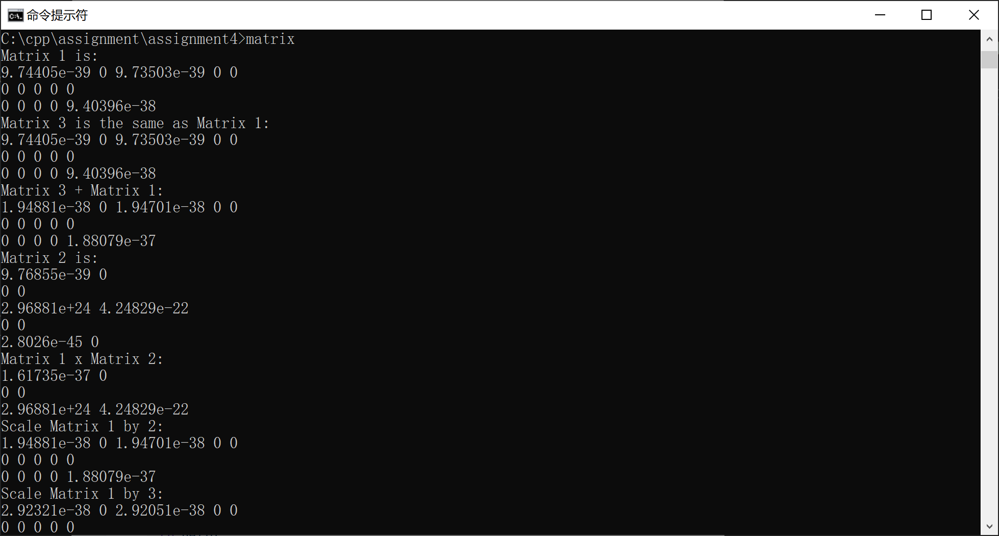 命令提示符
C:\cpp\assignment\assignment4>matrix
Matrix 1 is:
9.74405e-39 0 9.73503e-39 0 0
0 0 0 0 0
0 0 0 0 9.40396e-38
Matrix 3 is the same as Matrix 1:
9.74405e-39 0 9.73503e-39 0 0
0 0 0 0 0
0 0 0 0 9.40396e-38
Matrix 3 + Matrix 1:
1.94881e-38 0 1.94701e-38 0 0
0 0 0 0 0
0 0 0 0 1.88079e-37
Matrix 2 is:
9.76855e-39 0
0 0
2.96881e+24 4.24829e-22
0 0
2.8026e-45 0
Matrix 1 x Matrix 2:
1.61735e-37 0
0 0
2.96881e+24 4.24829e-22
Scale Matrix 1 by 2:
1.94881e-38 0 1.94701e-38 0 0
0 0 0 0 0
0 0 0 0 1.88079e-37
Scale Matrix 1 by 3:
2.92321e-38 0 2.92051e-38 0 0
0 0 0 0 0